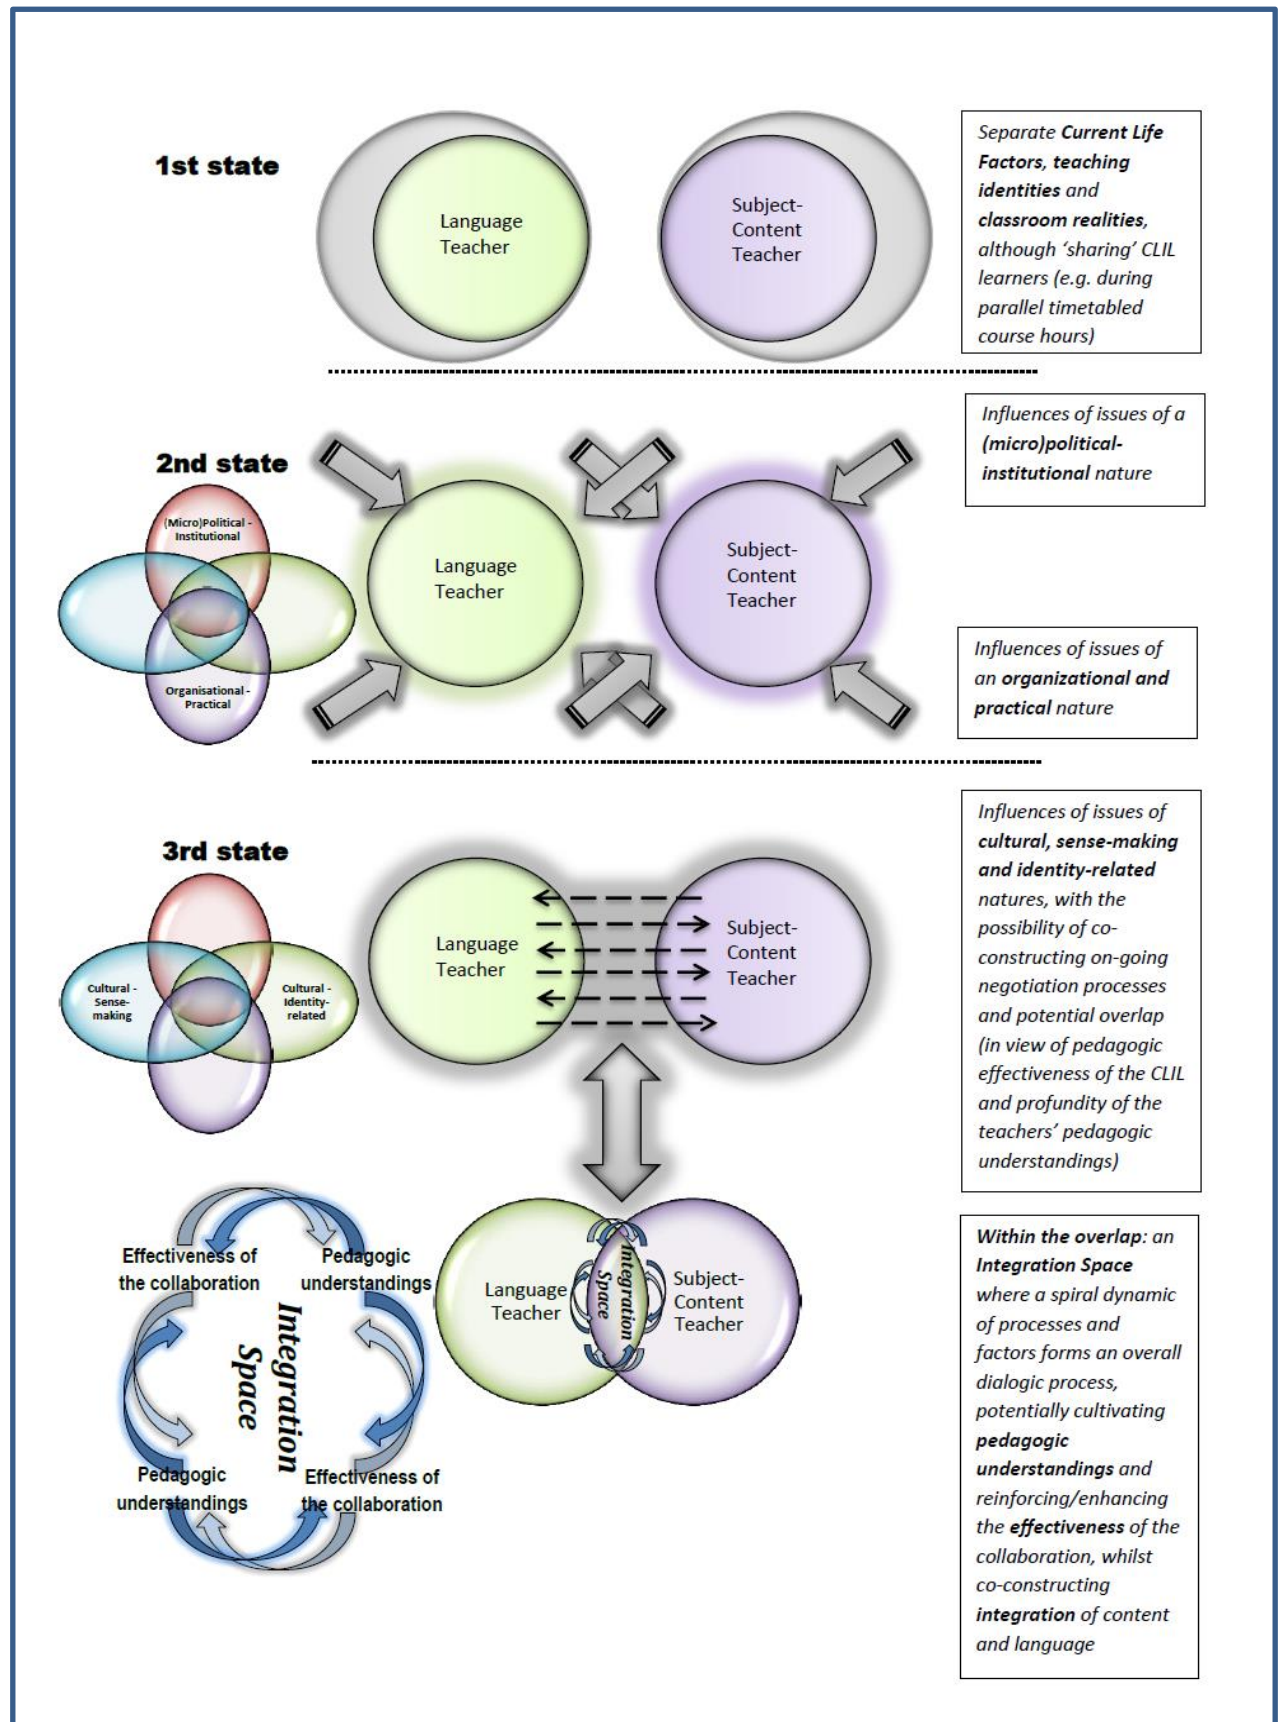 1st state
Language
Teacher
Subject-
Content
Teacher
Separate Current Life
Factors, teaching
identities and
classroom realities,
although ‘sharing’ CLIL
learners (e.g. during
parallel timetabled
course hours)
2nd state
(Micro)Political -
Institutional
Organisational -
Practical
Language
Teacher
Subject-
Content
Teacher
Influences of issues of a
(micro)political-
institutional nature
Influences of issues of
an organizational and
practical nature
3rd state
Cultural -
Sense-
making
Cultural -
Identity-
related
Language
Teacher
Subject-
Content
Teacher
Influences of issues of
cultural, sense-making
and identity-related
natures, with the
possibility of co-
constructing on-going
negotiation processes
and potential overlap
(in view of pedagogic
effectiveness of the CLIL
and profundity of the
teachers’ pedagogic
understandings)
Effectiveness of
the collaboration
Pedagogic
understandings
Integration
Space
Pedagogic
understandings
Effectiveness of
the collaboration
Language
Teacher
Integration
Space
Subject-
Content
Teacher
Within the overlap: an
Integration Space
where a spiral dynamic
of processes and
factors forms an overall
dialogic process,
potentially cultivating
pedagogic
understandings and
reinforcing/enhancing
the effectiveness of the
collaboration, whilst
co-constructing
integration of content
and language